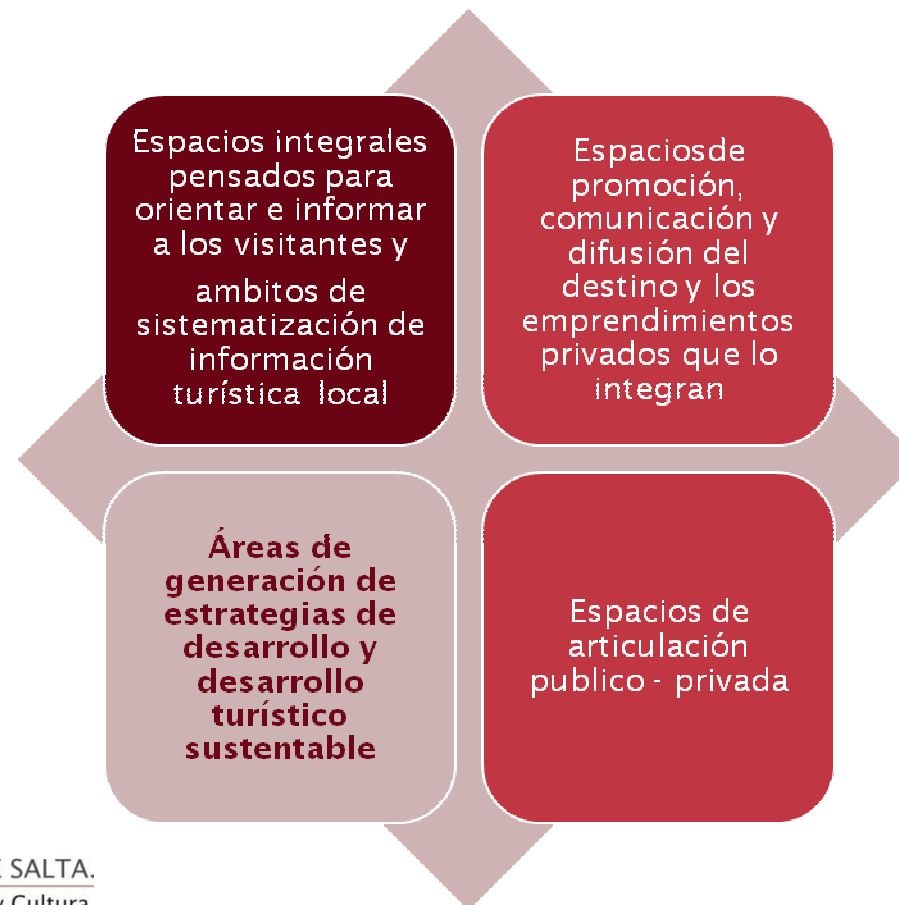 Espacios integrales
pensados para
orientar e informar
a los visitantes y
ambitos de
sistematización de
información
turística local
Espaciosde
promoción,
comunicación y
difusión del
destino y los
emprendimientos
privados que lo
integran
Áreas de
generación de
estrategias de
desarrollo y
desarrollo
turístico
sustentable
Espacios de
articulación
publico - privada
E SALTA.
y Cultura